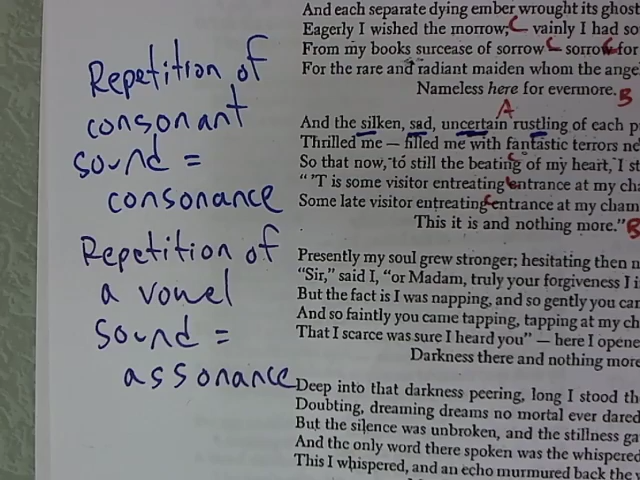 Repetition of
consonant
sound =
consonance
Repetition of
a vowel
sound =
assonance
And each separate dying ember wrought its ghost
Eagerly I wished the morrow; C vainly I had so
From my books surcease of sorrow C sorrow for
For the rare and radiant maiden whom the ange
Nameless here for evermore. B
A
And the silken, sad, uncertain rustling of each p
Thrilled me — filled me with fantastic terrors ne
So that now, to still the beating of my heart, I st
"'T is some visitor entreating entrance at my cha
Some late visitor entreating entrance at my cham
This it is and nothing more." B
Presently my soul grew stronger; hesitating then n
"Sir," said I, "or Madam, truly your forgiveness I i
But the fact is I was napping, and so gently you car
And so faintly you came tapping, tapping at my ch
That I scarce was sure I heard you" — here I opene
Darkness there and nothing more
Deep into that darkness peering, long I stood th
Doubting, dreaming dreams no mortal ever dared
But the silence was unbroken, and the stillness ga
And the only word there spoken was the whispered
This I whispered, and an echo murmured back the